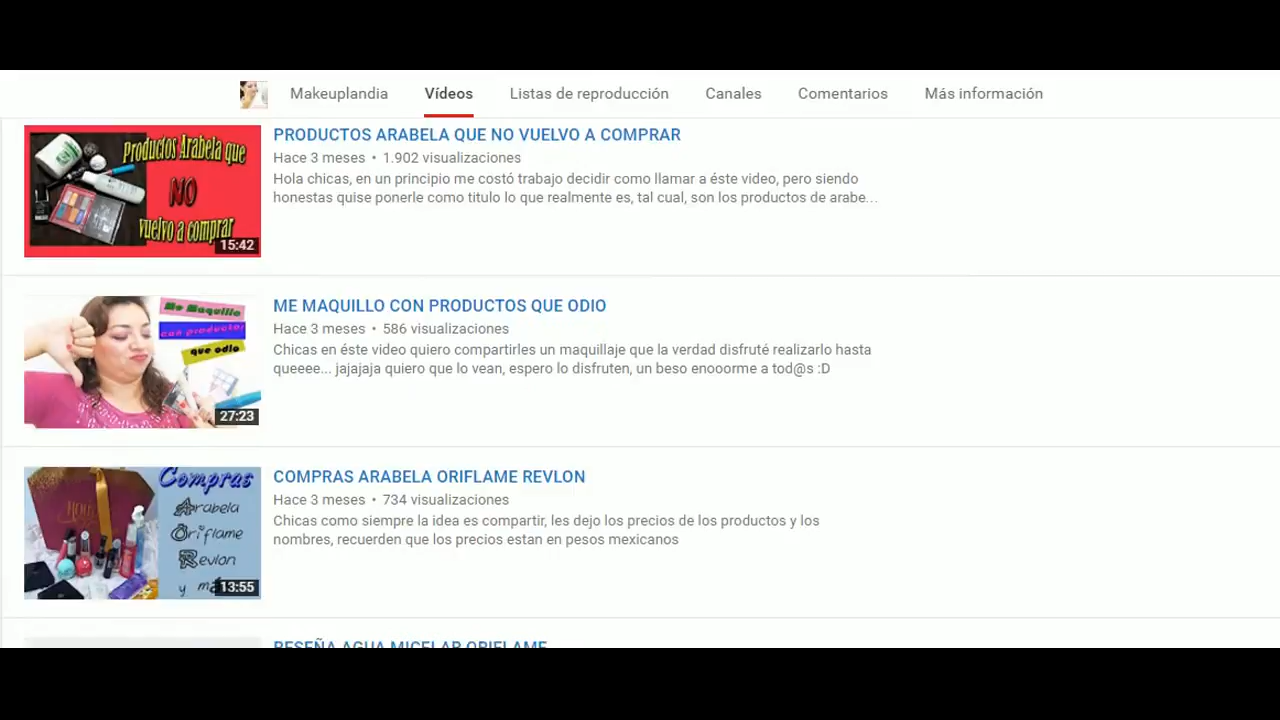 Makeuplandia Vídeos Listas de reproducción Canales Comentarios Más información
PRODUCTOS ARABELA QUE NO VUELVO A COMPRAR
Hace 3 meses • 1.902 visualizaciones
Hola chicas, en un principio me costó trabajo decidir como llamar a éste video, pero siendo
honestas quise ponerle como titulo lo que realmente es, tal cual, son los productos de arabe...
Productos Arabela que
NO
vuelvo a comprar
15:42
ME MAQUILLO CON PRODUCTOS QUE ODIO
Hace 3 meses • 586 visualizaciones
Chicas en éste video quiero compartirles un maquillaje que la verdad disfruté realizarlo hasta
queeee... jajajaja quiero que lo vean, espero lo disfruten, un beso enooorme a tod@s :D
Me Maquillo
con productos
que odio
27:23
COMPRAS ARABELA ORIFLAME REVLON
Hace 3 meses • 734 visualizaciones
Chicas como siempre la idea es compartir, les dejo los precios de los productos y los
nombres, recuerden que los precios estan en pesos mexicanos
Compras
Arabela
Oriflame
Revlon
y
13:55
RESEÑA AGUA MICELAR ORIFLAME